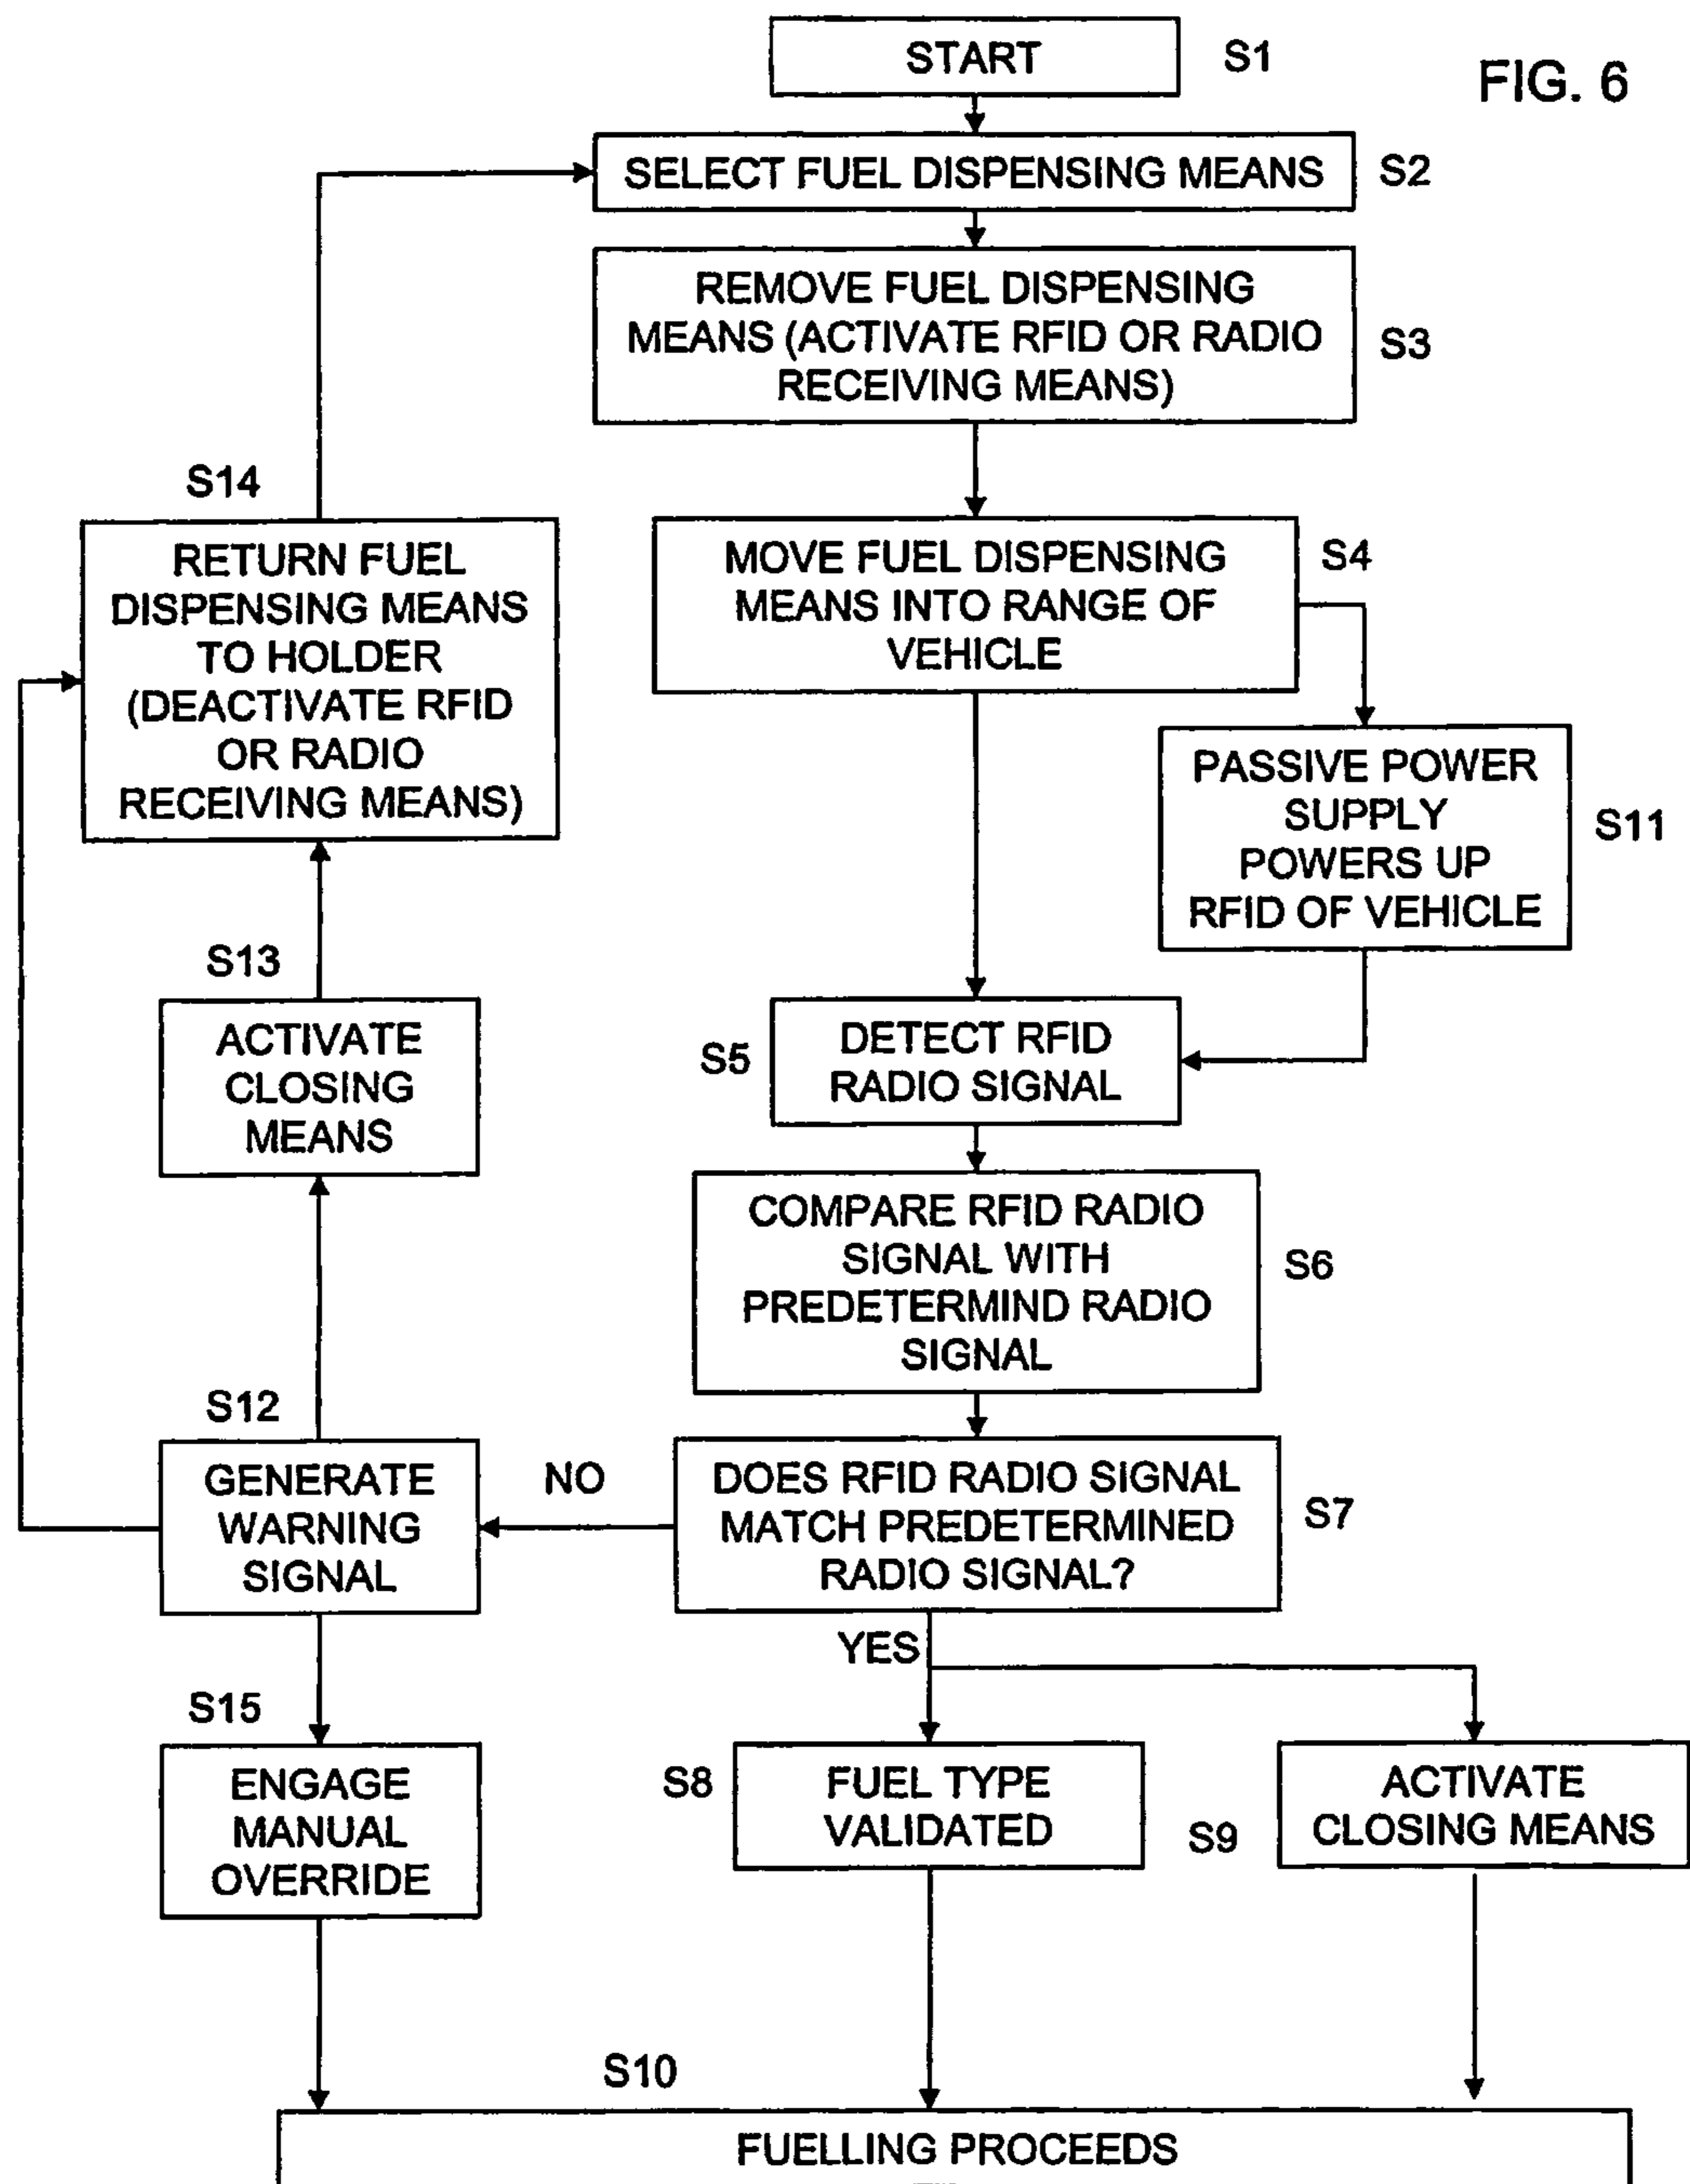 START
S1
FIG. 6
SELECT FUEL DISPENSING MEANS
S2
REMOVE FUEL DISPENSING
MEANS (ACTIVATE RFID OR RADIO
RECEIVING MEANS)
S3
S14
RETURN FUEL
DISPENSING MEANS
TO HOLDER
(DEACTIVATE RFID
OR RADIO
RECEIVING MEANS)
MOVE FUEL DISPENSING
MEANS INTO RANGE OF
VEHICLE
S4
PASSIVE POWER
SUPPLY
POWERS UP
RFID OF VEHICLE
S11
S13
ACTIVATE
CLOSING
MEANS
S5
DETECT RFID
RADIO SIGNAL
COMPARE RFID RADIO
SIGNAL WITH
PREDETERMIND RADIO
SIGNAL
S6
S12
GENERATE
WARNING
SIGNAL
NO
DOES RFID RADIO SIGNAL
MATCH PREDETERMINED
RADIO SIGNAL?
S7
YES
S15
ENGAGE
MANUAL
OVERRIDE
S8
FUEL TYPE
VALIDATED
S9
ACTIVATE
CLOSING MEANS
S10
FUELLING PROCEEDS